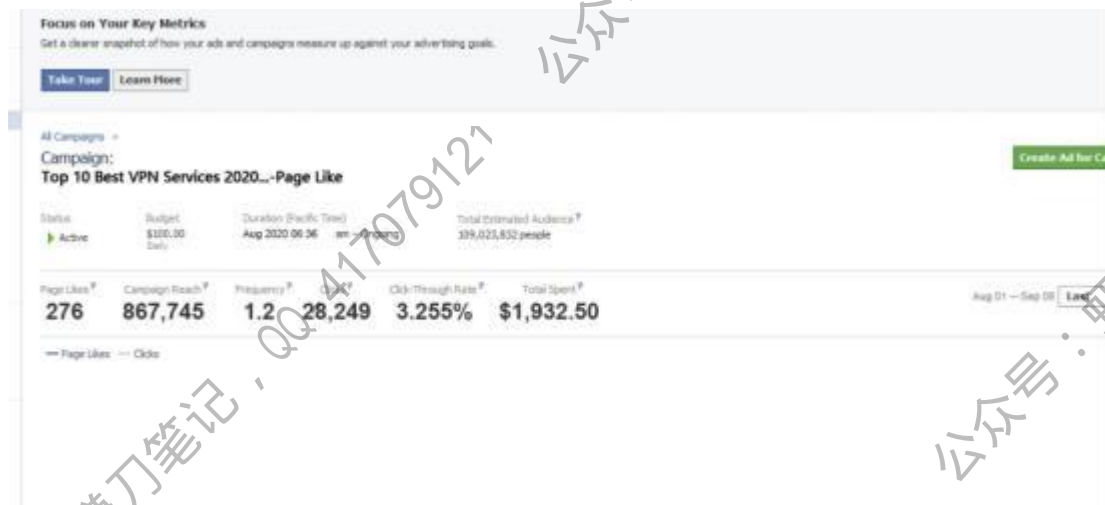 Focus on Your Key Metrics
Get a clearer snapshot of how your ads and campaigns measure up against your advertising goals.
Take Tour Learn More
All Campaigns
Campaign:
Top 10 Best VPN Services 2020...-Page Like
Create Ad for Ca
Status Budget Duration (Pacific Time) Total Estimated Audience ?
Active $100.00 Aug 2020 06:36 am - Ongoing 109,023,832 people
Daily
Page Likes ? Campaign Reach ? Frequency ? Clicks ? Click-Through Rate ? Total Spent ?
276 867,745 1.2 28,249 3.255% $1,932.50
Aug 01 — Sep 08 Last
Page Likes Clicks
公众
刀笔记，QQ 417079121
公众号：